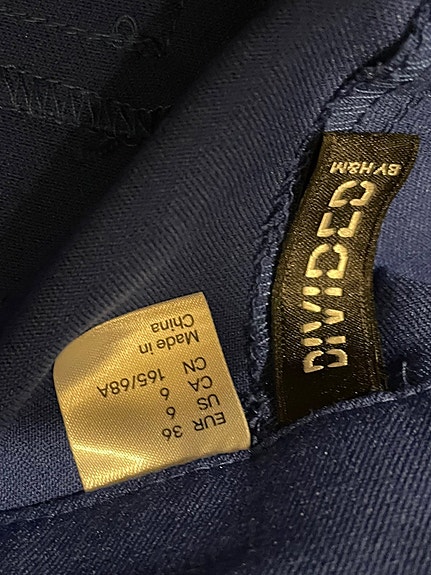 DIVIDED
BY H&M
EUR 36
US 6
CA 6
CN 165/68A
Made in
China